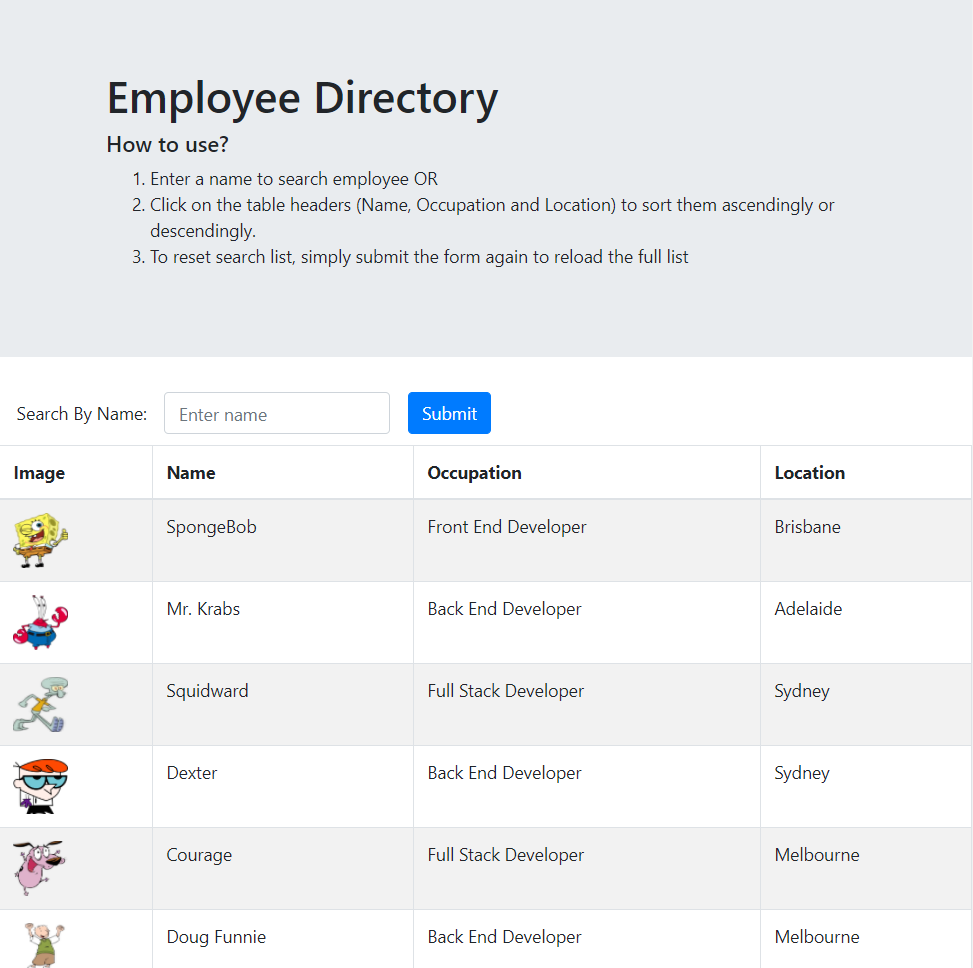 Employee Directory
How to use?
1. Enter a name to search employee OR
2. Click on the table headers (Name, Occupation and Location) to sort them ascendingly or
descendingly.
3. To reset search list, simply submit the form again to reload the full list
Search By Name: Enter name Submit
Image Name Occupation Location
SpongeBob Front End Developer Brisbane
Mr. Krabs Back End Developer Adelaide
Squidward Full Stack Developer Sydney
Dexter Back End Developer Sydney
Courage Full Stack Developer Melbourne
Doug Funnie Back End Developer Melbourne